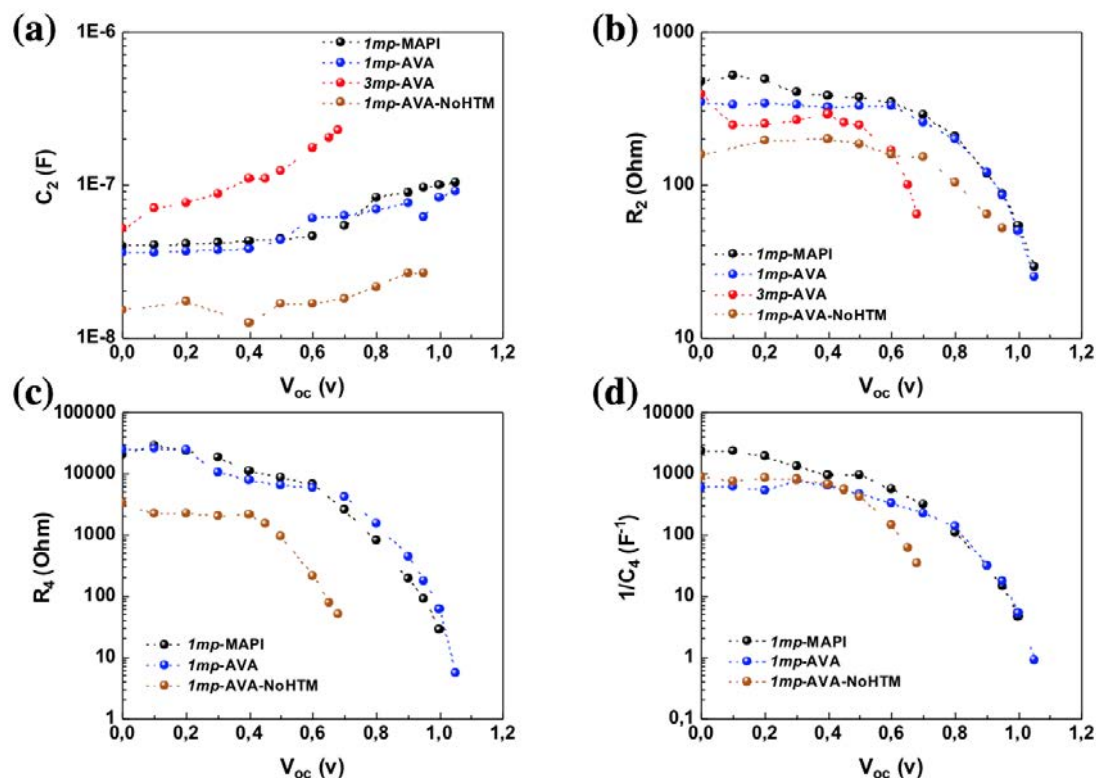 (a)
1E-6
1E-7
1E-8
C2 (F)
1mp-MAPI
1mp-AVA
3mp-AVA
1mp-AVA-NoHTM
0,0 0,2 0,4 0,6 0,8 1,0 1,2
Voc (v)
(b)
1000
100
10
R2 (Ohm)
1mp-MAPI
1mp-AVA
3mp-AVA
1mp-AVA-NoHTM
0,0 0,2 0,4 0,6 0,8 1,0 1,2
Voc (v)
(c)
100000
10000
1000
100
10
1
R4 (Ohm)
1mp-MAPI
1mp-AVA
1mp-AVA-NoHTM
0,0 0,2 0,4 0,6 0,8 1,0 1,2
Voc (v)
(d)
10000
1000
100
10
1
0,1
1/C4 (F-1)
1mp-MAPI
1mp-AVA
1mp-AVA-NoHTM
0,0 0,2 0,4 0,6 0,8 1,0 1,2
Voc (v)